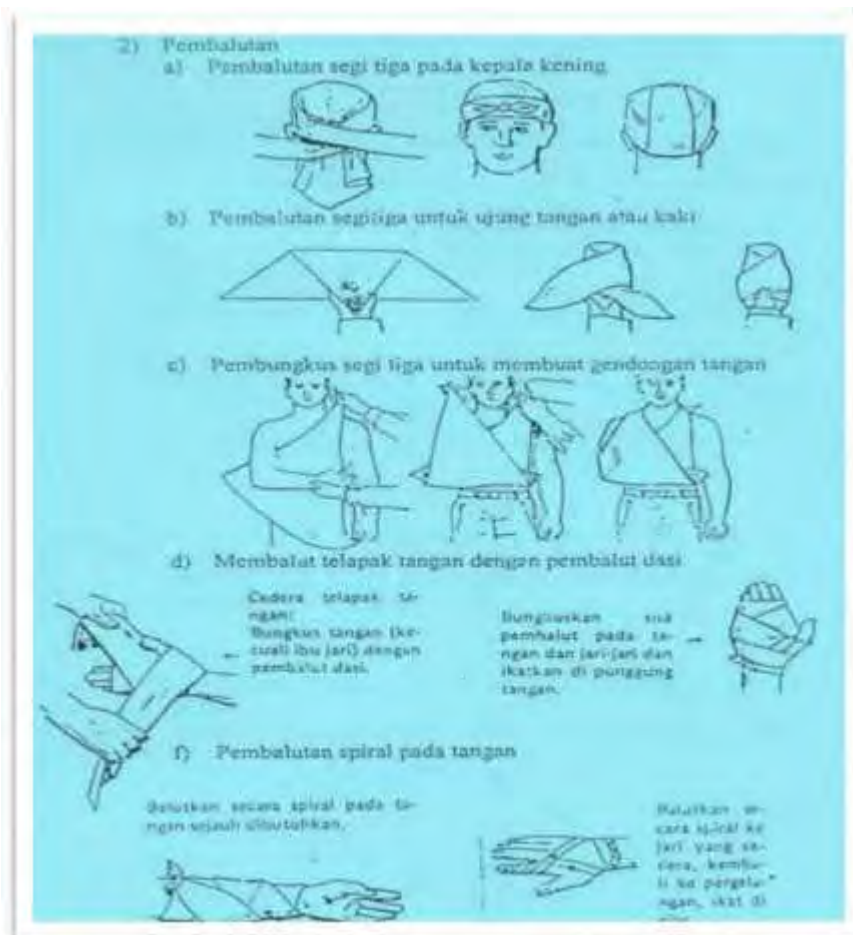 2) Pembalutan
a) Pembalutan segi tiga pada kepala kening
b) Pembalutan segitiga untuk ujung tangan atau kaki
c) Pembungkus segi tiga untuk membuat gendongan tangan
d) Membalut telapak tangan dengan pembalut dasi
Cedera telapak ta-
ngan:
Bungkus tangan (ke-
cuali ibu jari) dengan
pembalut dasi.
Bungkuskan sisa
pembalut pada ta-
ngan dan jari-jari dan
ikatkan di punggung
tangan.
f) Pembalutan spiral pada tangan
Balutkan secara spiral pada ta-
ngan sejauh dibutuhkan.
Balutkan se-
cara spiral ke
jari yang ce-
dera, kemba-
li ke pergela-
ngan, ikat di